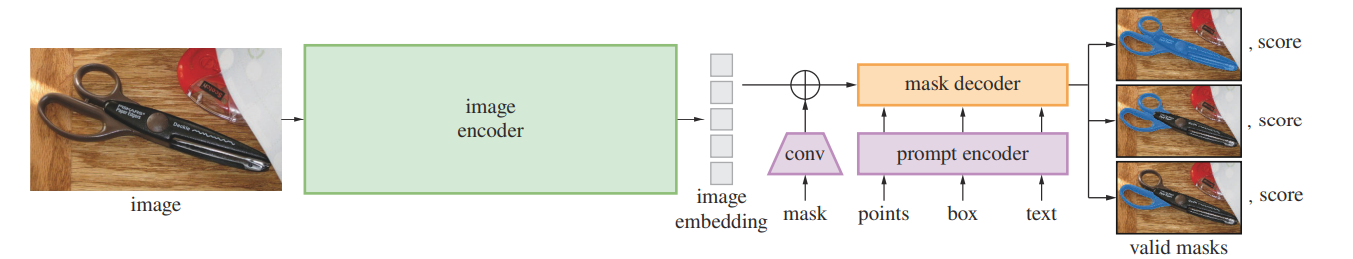 image
image
encoder
image
embedding
conv
mask
mask decoder
prompt encoder
points
box
text
, score
, score
, score
valid masks